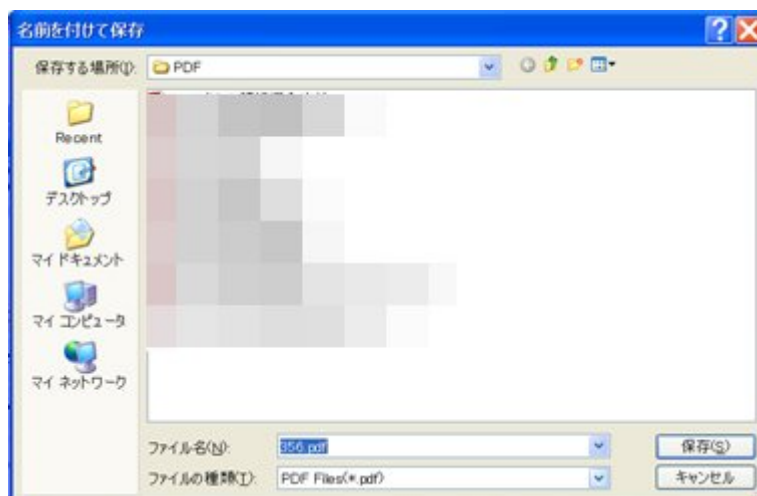 名前を付けて保存
保存する場所(I):
PDF
Recent
デスクトップ
マイ ドキュメント
マイ コンピュータ
マイ ネットワーク
ファイル名(N):
356.pdf
保存(S)
ファイルの種類(T):
PDF Files(*.pdf)
キャンセル